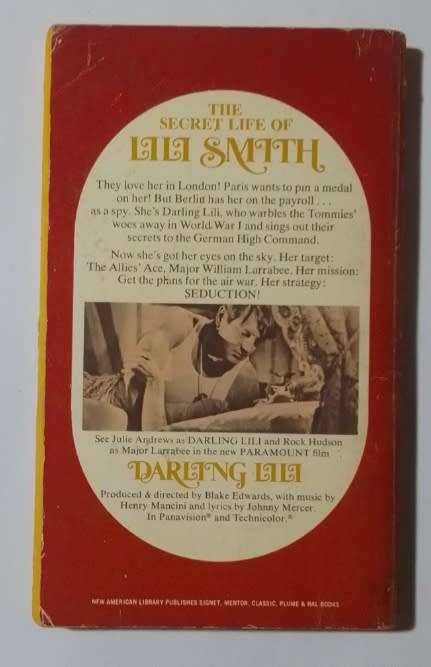 THE
SECRET LIFE OF
LILI SMITH
They love her in London! Paris wants to pin a medal
on her! But Berlin has her on the payroll . . .
as a spy. She's Darling Lili, who warbles the Tommies'
woes away in World War I and sings out their
secrets to the German High Command.
Now she's got her eyes on the sky. Her target:
The Allies' Ace, Major William Larrabee. Her mission:
Get the plans for the air war. Her strategy:
SEDUCTION!
See Julie Andrews as DARLING LILI and Rock Hudson
as Major Larrabee in the new PARAMOUNT film
DARLING LILI
Produced & directed by Blake Edwards, with music by
Henry Mancini and lyrics by Johnny Mercer.
In Panavision® and Technicolor.®
NEW AMERICAN LIBRARY PUBLISHES SIGNET, MENTOR, CLASSIC, PLUME & NAL BOOKS